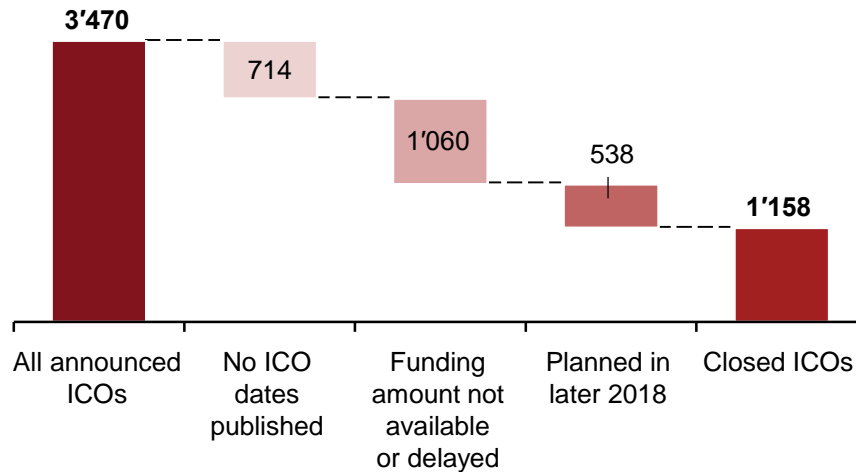 3′470
714
1′060
538
1′158
All announced
ICOs
No ICO
dates
published
Funding
amount not
available
or delayed
Planned in
later 2018
Closed ICOs